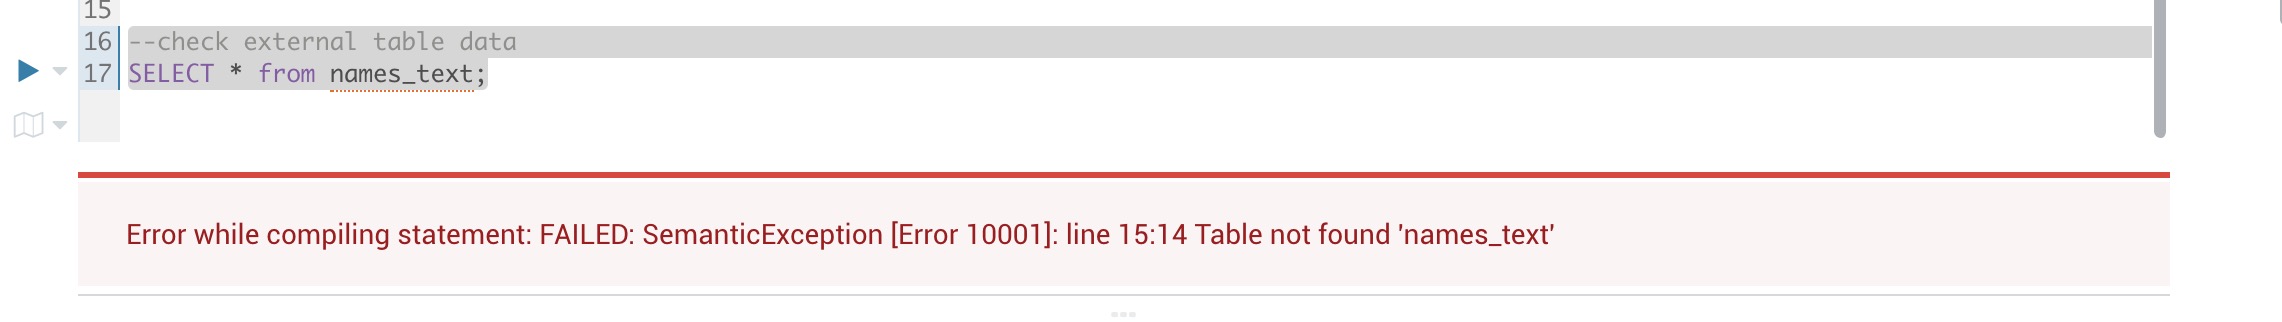 15
16 --check external table data
17 SELECT * from names_text;
Error while compiling statement: FAILED: SemanticException [Error 10001]: line 15:14 Table not found 'names_text'